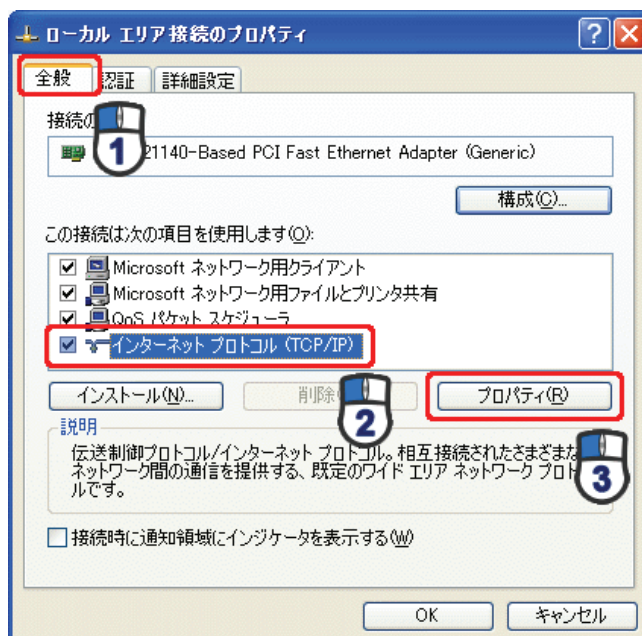 ローカル エリア接続のプロパティ
全般
認証
詳細設定
接続の
1
21140-Based PCI Fast Ethernet Adapter (Generic)
構成(C)...
この接続は次の項目を使用します(O):
Microsoft ネットワーク用クライアント
Microsoft ネットワーク用ファイルとプリンタ共有
QoS パケット スケジューラ
インターネット プロトコル (TCP/IP)
インストール(N)...
削除
プロパティ(R)
2
3
説明
伝送制御プロトコル/インターネット プロトコル。相互接続されたさまざまな
ネットワーク間の通信を提供する、既定のワイド エリア ネットワーク プロト
ルです。
接続時に通知領域にインジケータを表示する(W)
OK
キャンセル